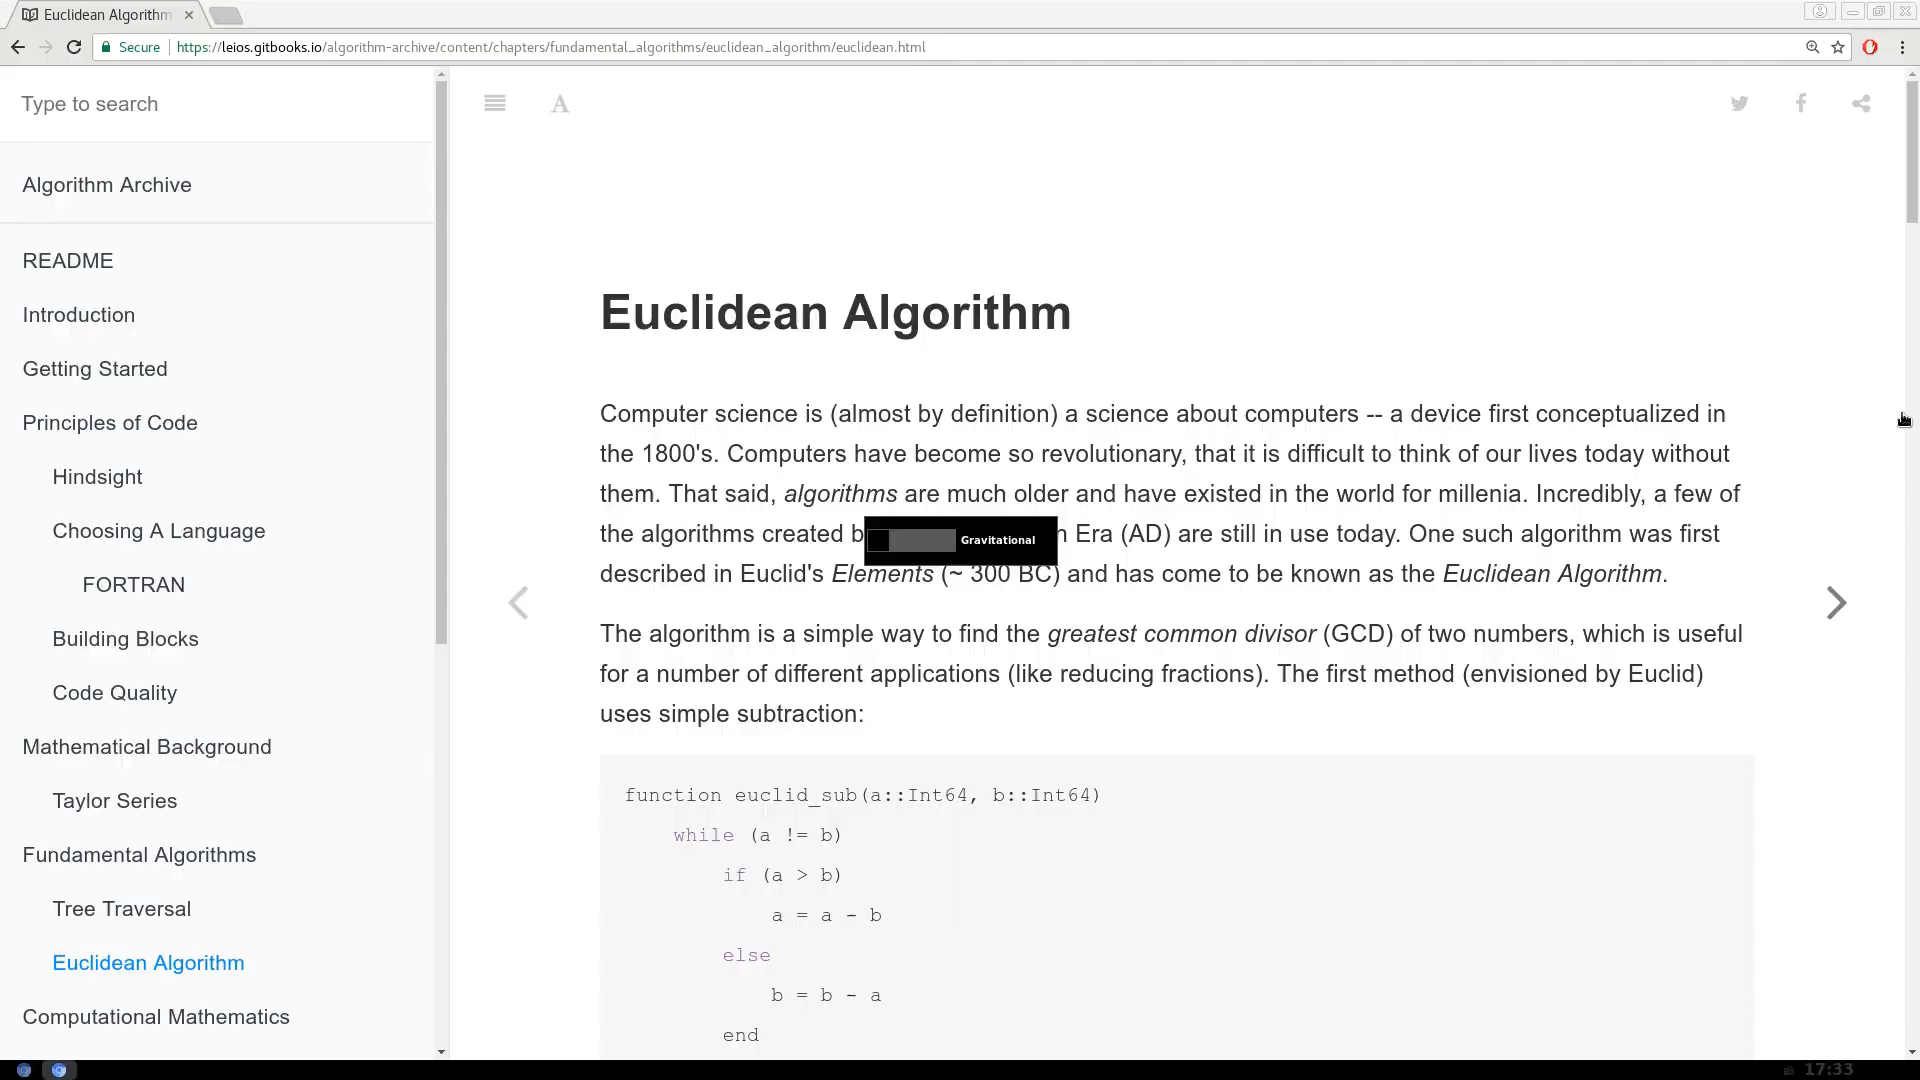 Euclidean Algorithm
Secure
https://leios.gitbooks.io/algorithm-archive/content/chapters/fundamental_algorithms/euclidean_algorithm/euclidean.html
Type to search
Algorithm Archive
README
Introduction
Getting Started
Principles of Code
Hindsight
Choosing A Language
FORTRAN
Building Blocks
Code Quality
Mathematical Background
Taylor Series
Fundamental Algorithms
Tree Traversal
Euclidean Algorithm
Computational Mathematics
A
Euclidean Algorithm
Computer science is (almost by definition) a science about computers -- a device first conceptualized in
the 1800's. Computers have become so revolutionary, that it is difficult to think of our lives today without
them. That said, algorithms are much older and have existed in the world for millenia. Incredibly, a few of
the algorithms created Era (AD) are still in use today. One such algorithm was first
Gravitational
described in Euclid's Elements (~ 300 BC) and has come to be known as the Euclidean Algorithm.
The algorithm is a simple way to find the greatest common divisor (GCD) of two numbers, which is useful
for a number of different applications (like reducing fractions). The first method (envisioned by Euclid)
uses simple subtraction:
function euclid_sub(a::Int64, b::Int64)
while (a != b)
if (a > b)
a = a - b
else
b = b - a
end
17:33